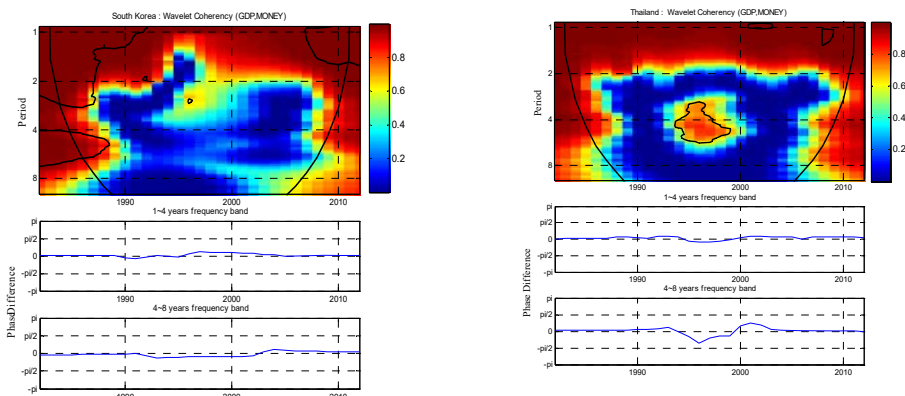 South Korea : Wavelet Coherency (GDP,MONEY)
Period
1
2
4
8
1990 2000 2010
0.8
0.6
0.4
0.2
1~4 years frequency band
pi
pi/2
0
-pi/2
-pi
1990 2000 2010
PhaseDifference
4~8 years frequency band
pi
pi/2
0
-pi/2
-pi
1990 2000 2010
Thailand : Wavelet Coherency (GDP,MONEY)
Period
1
2
4
8
1990 2000 2010
0.8
0.6
0.4
0.2
1~4 years frequency band
pi
pi/2
0
-pi/2
-pi
1990 2000 2010
Phase Difference
4~8 years frequency band
pi
pi/2
0
-pi/2
-pi
1990 2000 2010